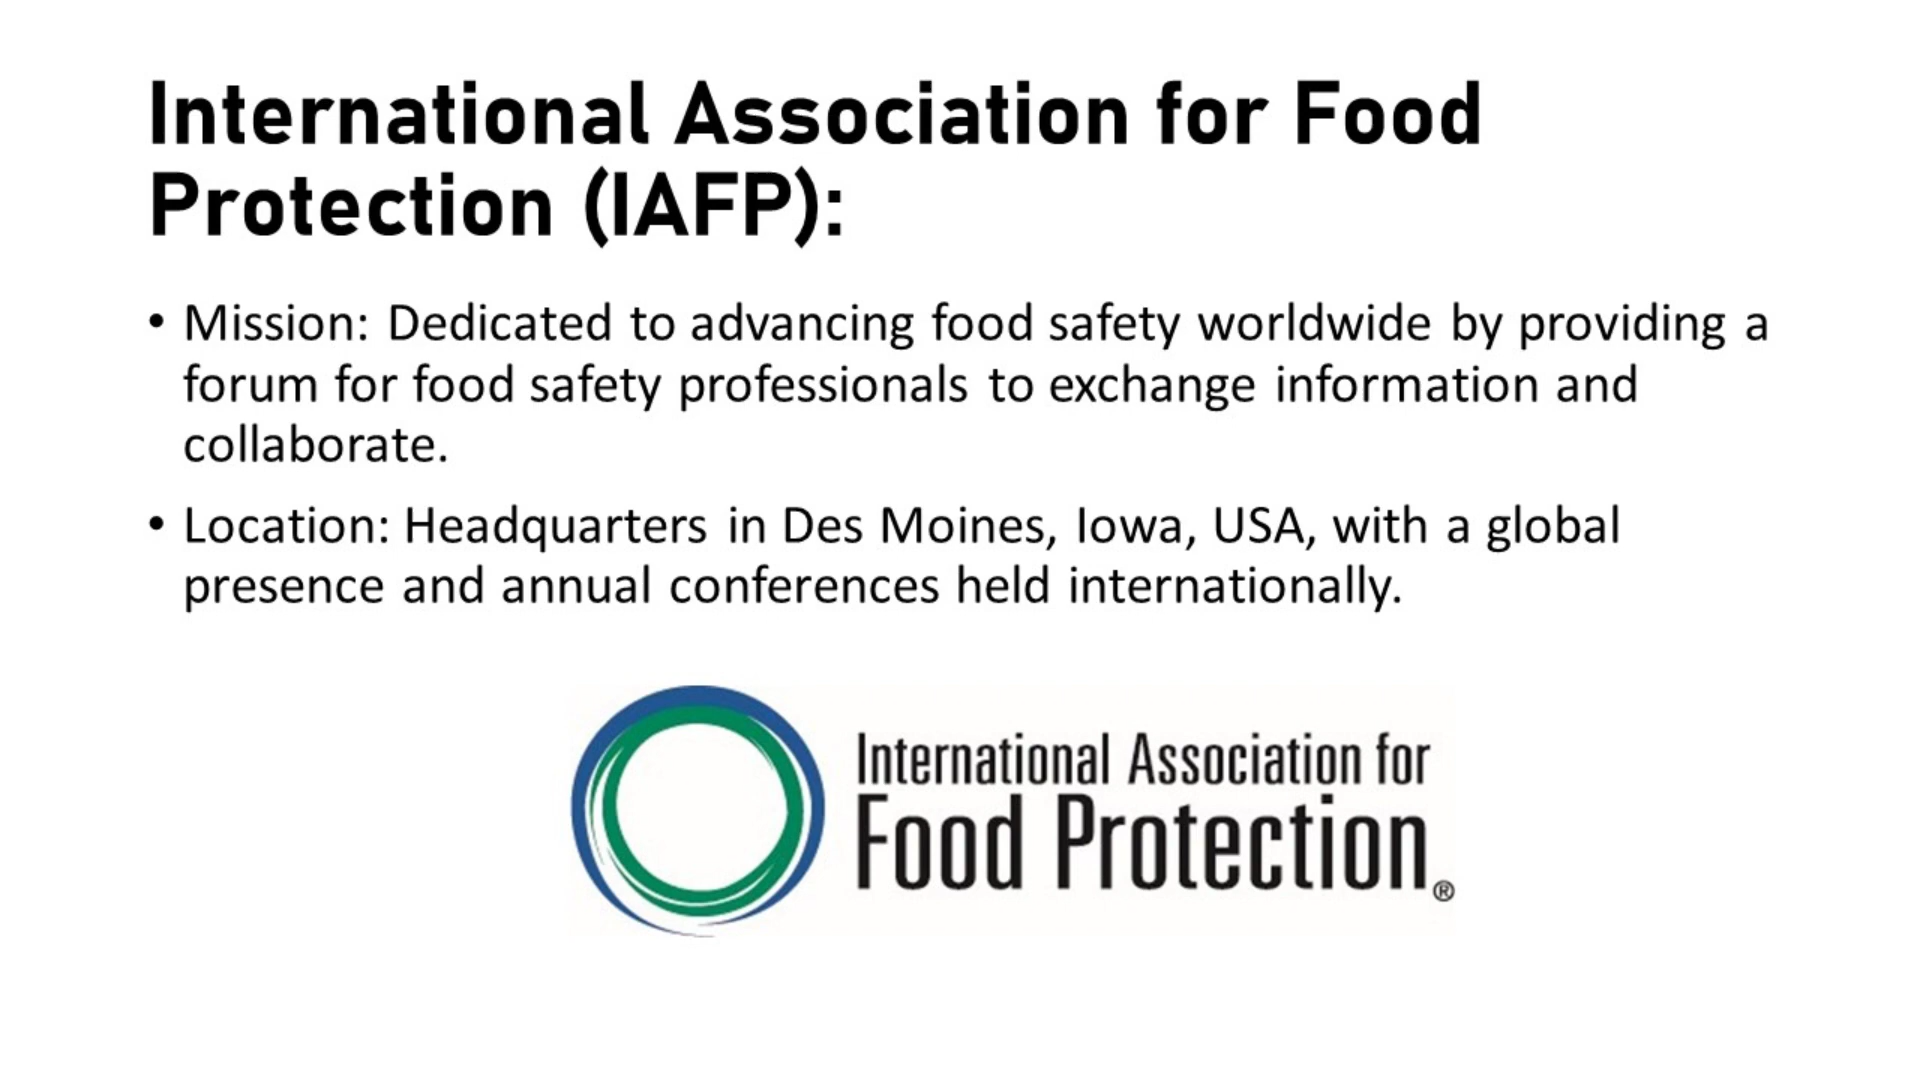 International Association for Food
Protection (IAFP):
• Mission: Dedicated to advancing food safety worldwide by providing a
forum for food safety professionals to exchange information and
collaborate.
• Location: Headquarters in Des Moines, Iowa, USA, with a global
presence and annual conferences held internationally.
International Association for
Food Protection®